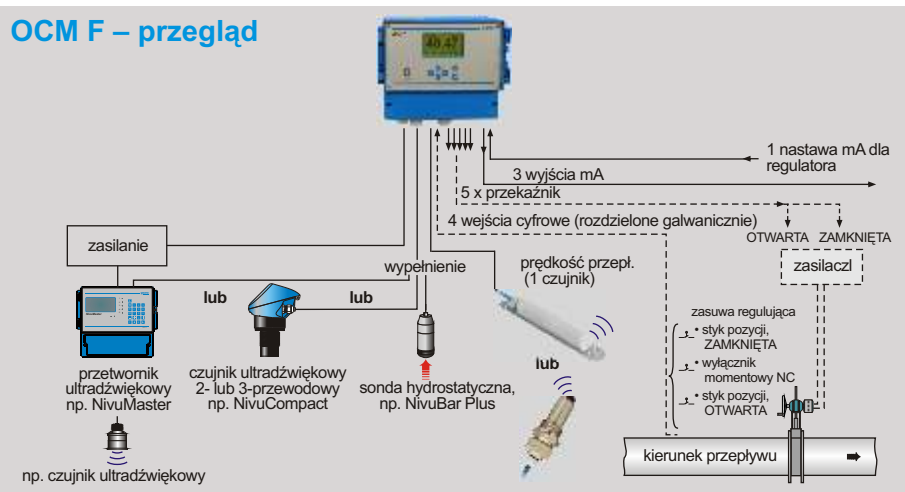 OCM F – przegląd
48.47
1 nastawa mA dla
regulatora
3 wyjścia mA
5 x przekaźnik
4 wejścia cyfrowe (rozdzielone galwanicznie)
OTWARTA ZAMKNIĘTA
zasilaczl
zasilanie
wypełnienie
lub
lub
prędkość przepł.
(1 czujnik)
lub
zasuwa regulująca
• styk pozycji,
ZAMKNIĘTA
• wyłącznik
momentowy NC
• styk pozycji,
OTWARTA
przetwornik
ultradźwiękowy
np. NivuMaster
czujnik ultradźwiękowy
2- lub 3-przewodowy
np. NivuCompact
sonda hydrostatyczna,
np. NivuBar Plus
np. czujnik ultradźwiękowy
kierunek przepływu